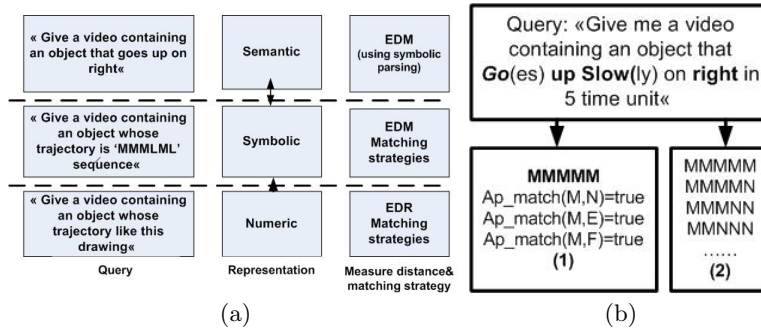 « Give a video containing
an object that goes up on
right«
Semantic
EDM
(using symbolic
parsing)
« Give a video containing
an object whose
trajectory is ‘MMMLML’
sequence«
Symbolic
EDM
Matching
strategies
« Give a video containing
an object whose
trajectory like this
drawing«
Numeric
EDR
Matching
strategies
Query
Representation
Measure distance&
matching strategy
(a)
Query: «Give me a video
containing an object that
Go(es) up Slow(ly) on right in
5 time unit«
MMMMM
Ap_match(M,N)=true
Ap_match(M,E)=true
Ap_match(M,F)=true
(1)
MMMMM
MMMMN
MMMNN
MMNNN
......
(2)
(b)